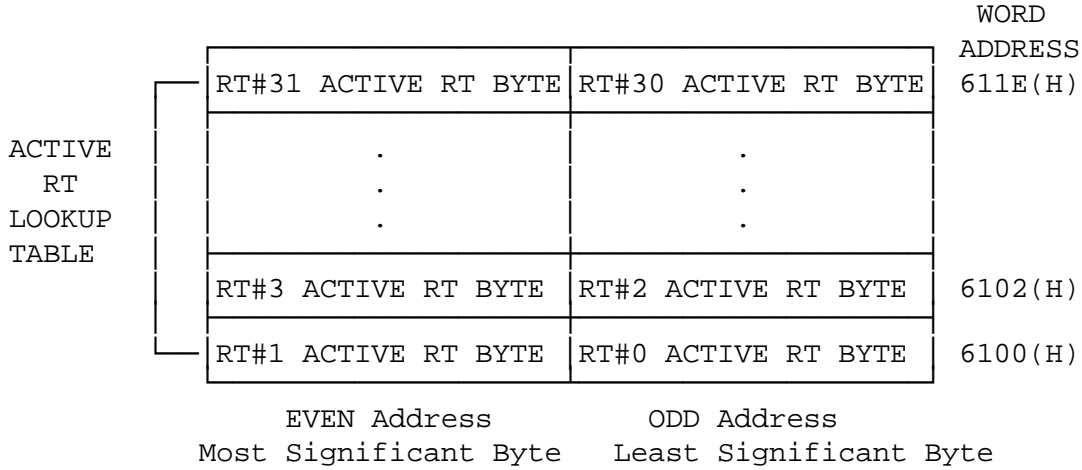 WORD
ADDRESS
RT#31 ACTIVE RT BYTE RT#30 ACTIVE RT BYTE 611E(H)
ACTIVE . .
RT . .
LOOKUP . .
TABLE
RT#3 ACTIVE RT BYTE RT#2 ACTIVE RT BYTE 6102(H)
RT#1 ACTIVE RT BYTE RT#0 ACTIVE RT BYTE 6100(H)
EVEN Address ODD Address
Most Significant Byte Least Significant Byte